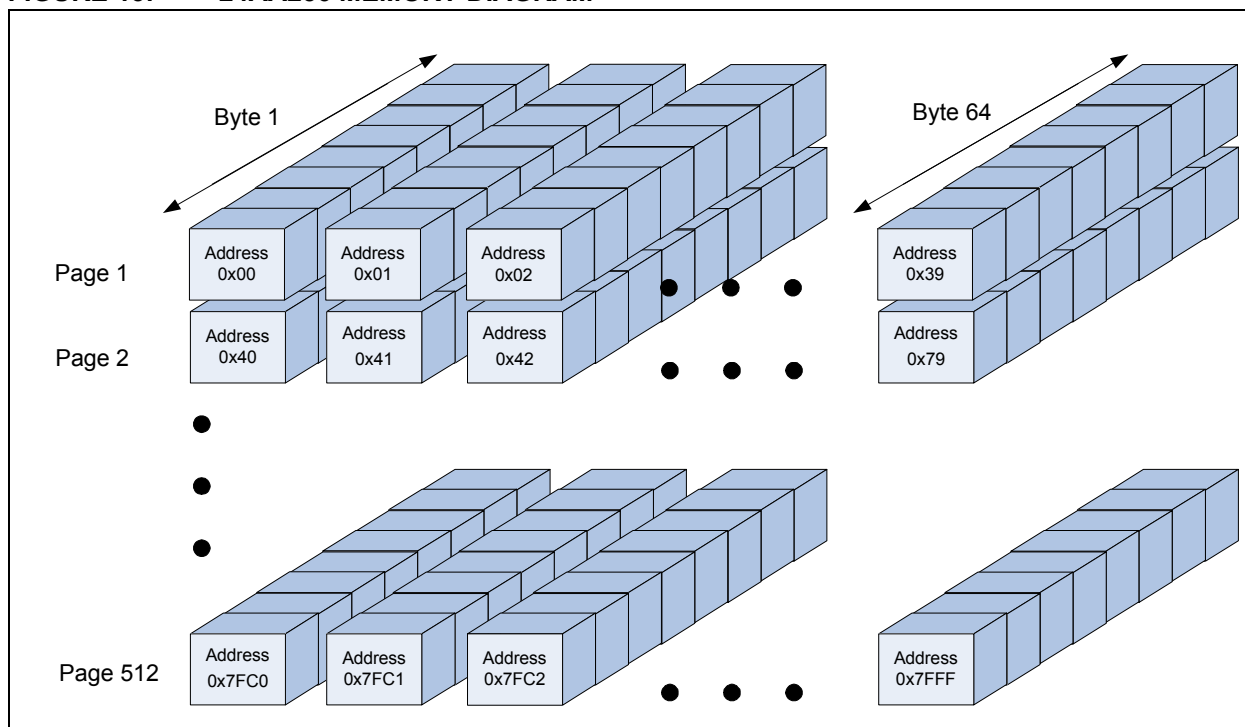 Byte 1
Byte 64
Page 1
Address
0x00
Address
0x01
Address
0x02
Address
0x39
Page 2
Address
0x40
Address
0x41
Address
0x42
Address
0x79
Page 512
Address
0x7FC0
Address
0x7FC1
Address
0x7FC2
Address
0x7FFF